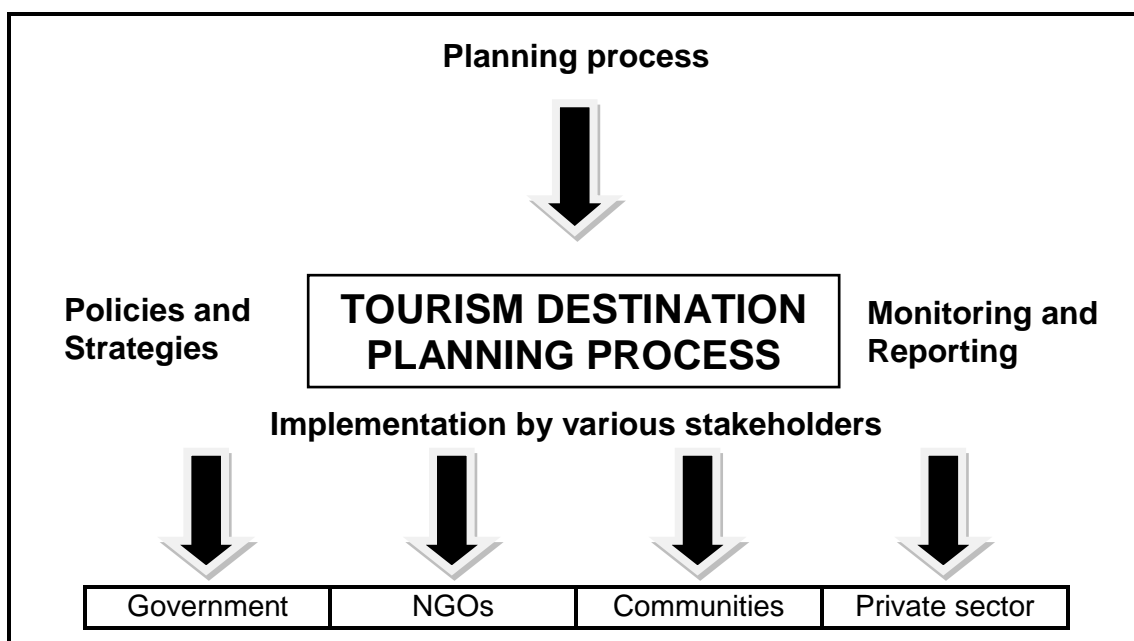 Planning process
Policies and
Strategies
TOURISM DESTINATION
PLANNING PROCESS
Monitoring and
Reporting
Implementation by various stakeholders
Government
NGOs
Communities
Private sector